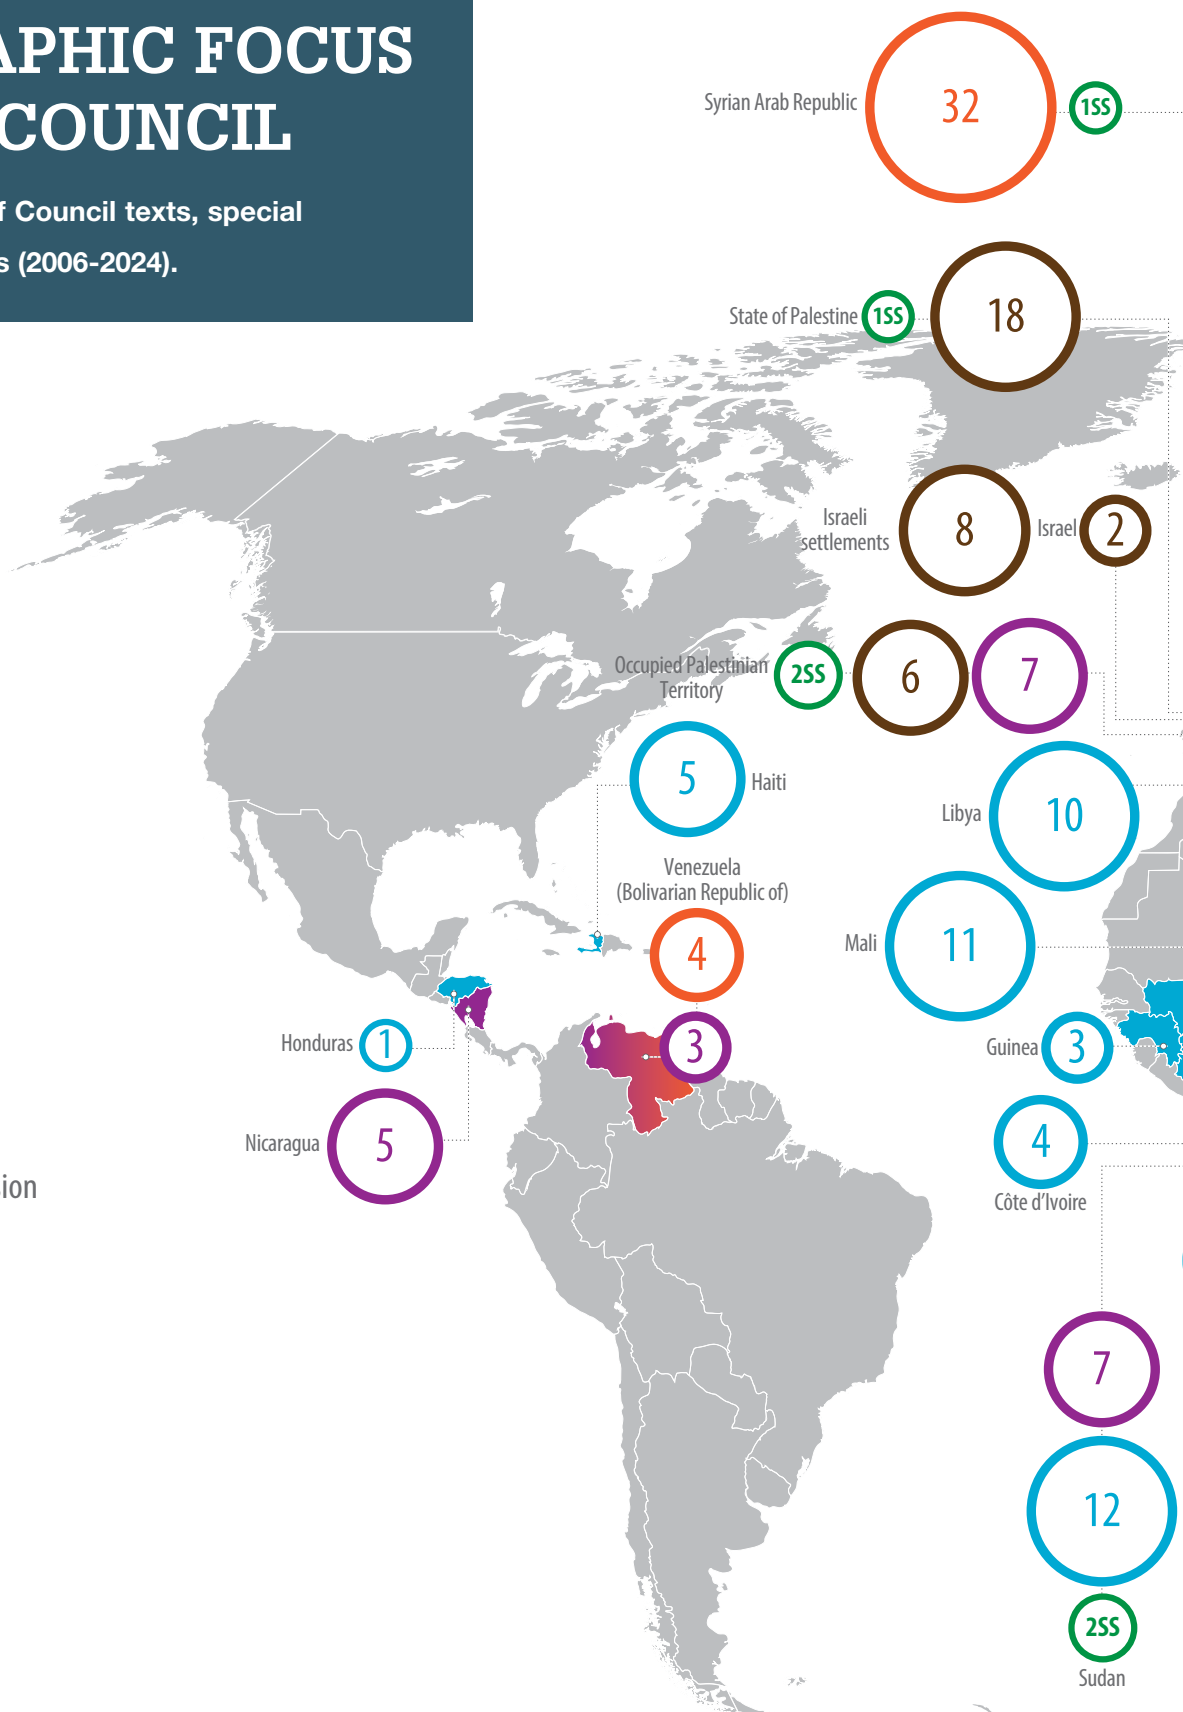 APHIC FOCUS
COUNCIL
f Council texts, special
s (2006-2024).
Syrian Arab Republic
32
1SS
State of Palestine
1SS
18
Israeli
settlements
8
Israel
2
Occupied Palestinian
Territory
2SS
6
7
5
Haiti
Libya
10
Venezuela
(Bolivarian Republic of)
4
3
Mali
11
Honduras
1
Guinea
3
Nicaragua
5
4
Côte d'Ivoire
ion
7
12
2SS
Sudan